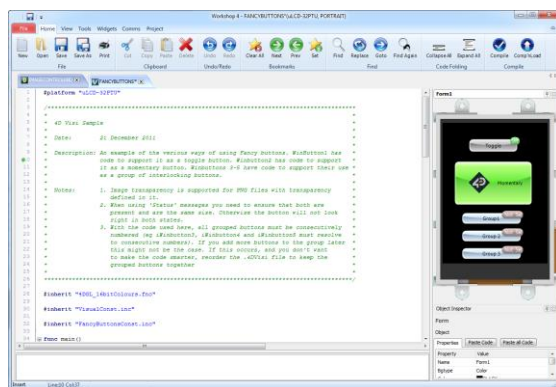 Workshop 4 - FANCYBUTTONS*(uLCD-32PTU, PORTRAIT)
File Home View Tools Widgets Comms Project
New Open Save Save As Print Cut Copy Paste Delete Undo Redo Clear All Next Prev Set Find Replace Goto Find Again Collapse All Expand All Compile Comp'nLoad
File Clipboard Undo/Redo Bookmarks Find Code Folding Compile
FANCYBUTTONS*
#platform "uLCD-32PTU"
/*
* 4D Visi Sample
* Date: 2; December 2011
* Description: An example of the various ways of using Fancy buttons. WinButton1 has
* code to support it as a toggle button. Winbutton2 has code to support
* it as a momentary button. Winbuttons 3-5 have code to support their use
* as a group of interlocking buttons.
* Notes: 1. Image transparency is supported for PNG files with transparency
* defined in it.
* 2. When using 'Status' messages you need to ensure that both are
* present and are the same size. Otherwise the button will not look
* right in both states.
* 3. With the code used here, all grouped buttons must be consecutively
* numbered (eg iWinbutton3, iWinbutton4 and iWinbutton5 must resolve
* to consecutive numbers). If you add more buttons to the group later
* this might not be the case. If this occurs, and you don't want
* to make the code smarter, reorder the .4DVisi file to keep the
* grouped buttons together
*/
#inherit "4DGL_16bitColours.fnc"
#inherit "VisualConst.inc"
#inherit "FancyButtonsConst.inc"
func main()
Form1
Toggle
Momentary
Group1
Group 2
Group 3
Object Inspector
Form
Object
Properties Paste Code Paste all Code
Property Value
Name Form1
Bgtype Color
Insert